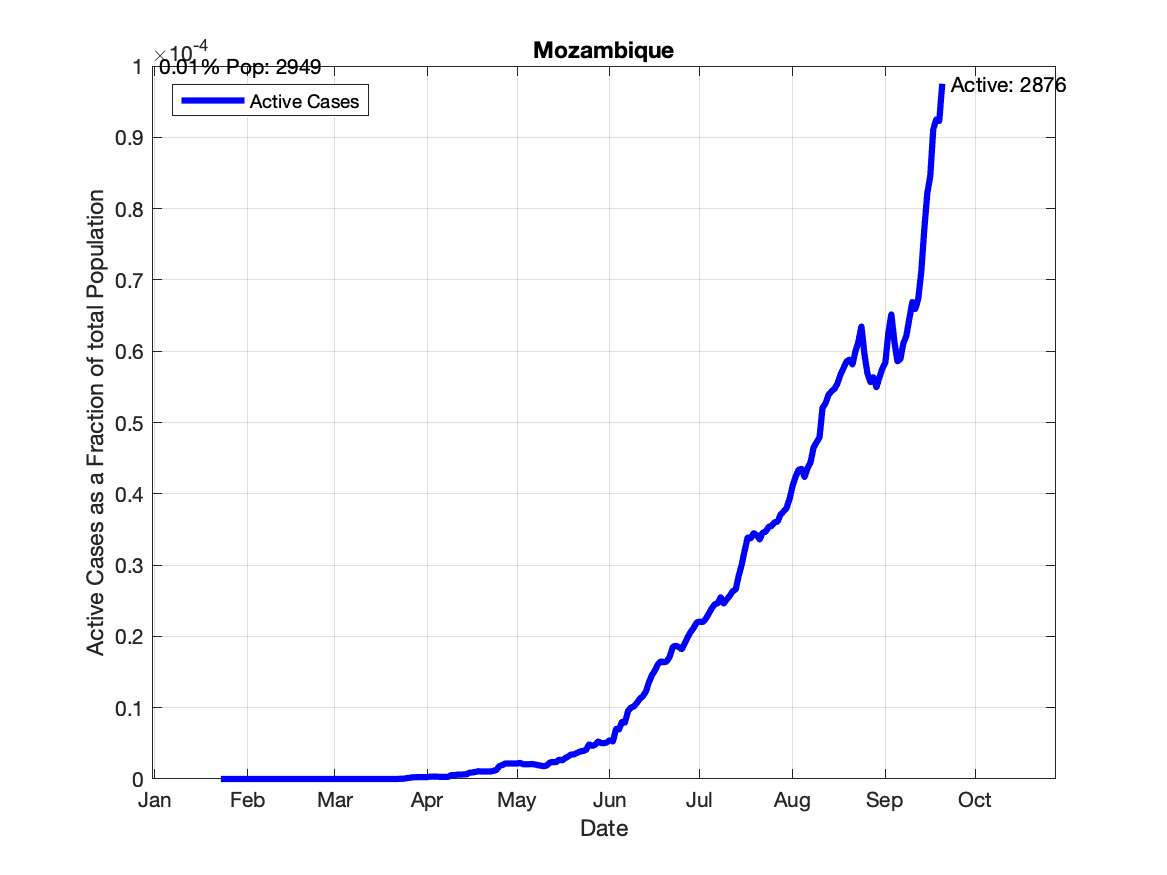 Mozambique
×10-4
0.01% Pop: 2949
Active Cases
Active: 2876
1
0.9
0.8
0.7
0.6
0.5
0.4
0.3
0.2
0.1
0
Active Cases as a Fraction of total Population
Jan Feb Mar Apr May Jun Jul Aug Sep Oct
Date